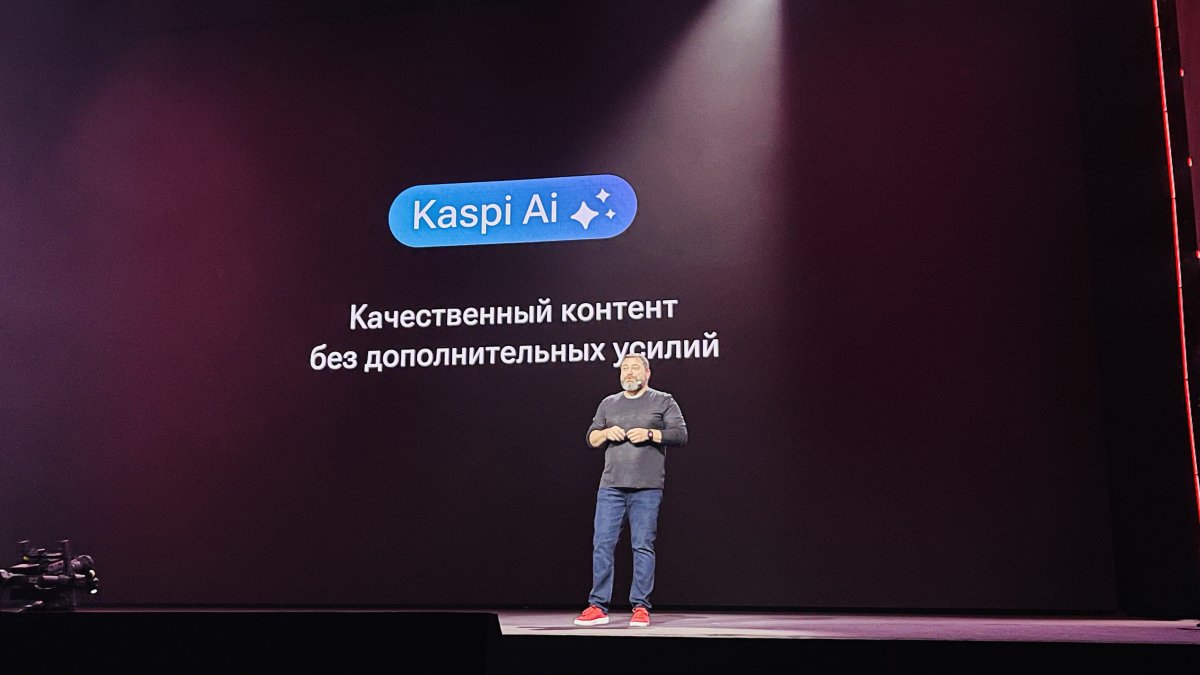 Kaspi Ai
Качественный контент
без дополнительных усилий